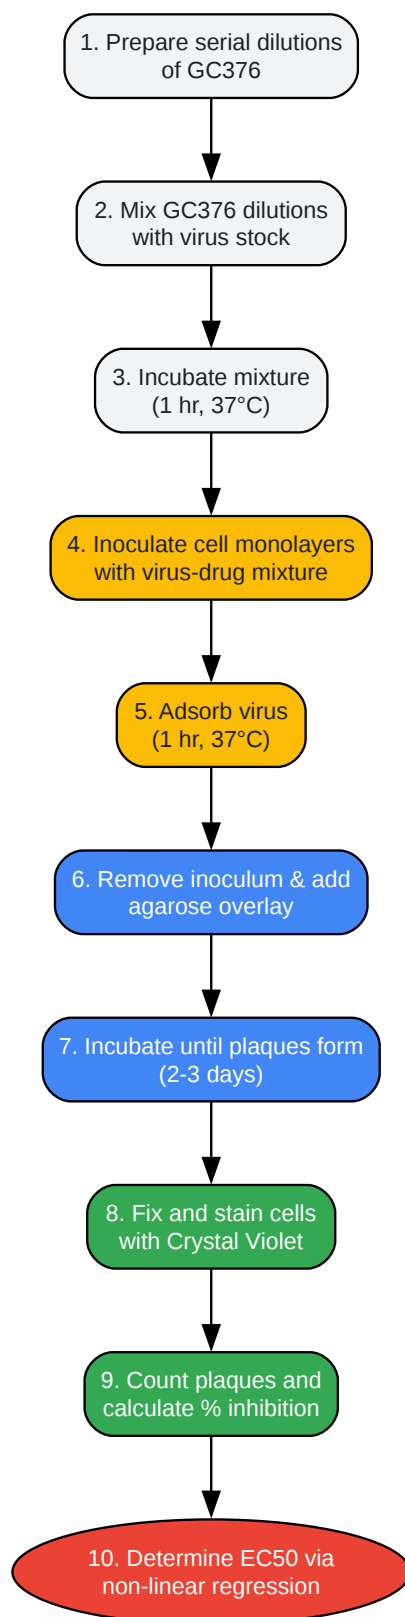 1. Prepare serial dilutions
of GC376
2. Mix GC376 dilutions
with virus stock
3. Incubate mixture
(1 hr, 37°C)
4. Inoculate cell monolayers
with virus-drug mixture
5. Adsorb virus
(1 hr, 37°C)
6. Remove inoculum & add
agarose overlay
7. Incubate until plaques form
(2-3 days)
8. Fix and stain cells
with Crystal Violet
9. Count plaques and
calculate % inhibition
10. Determine EC50 via
non-linear regression